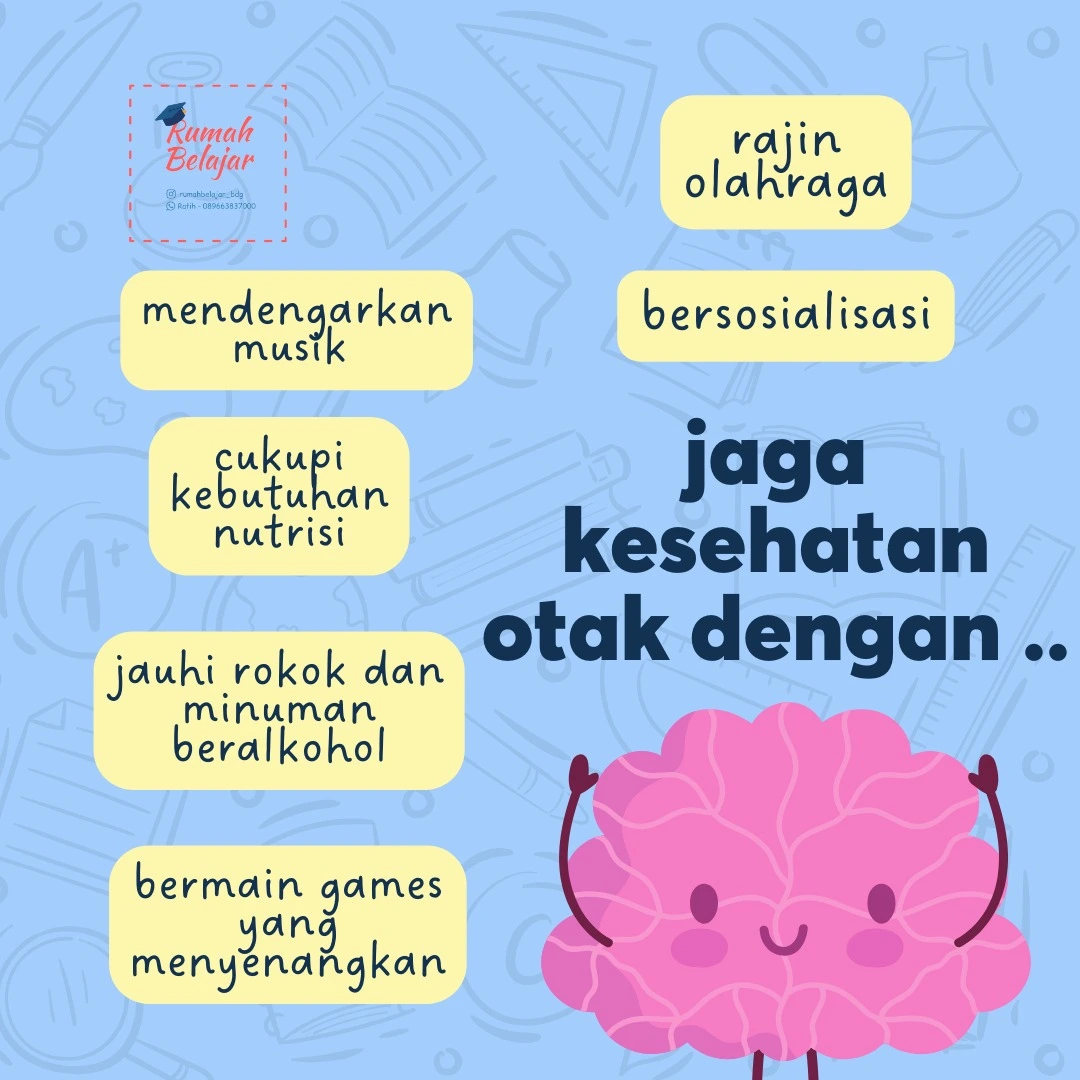 Rumah
Belajar
rumahbelajar_bdg
Ratih - 089663837000
rajin
olahraga
mendengarkan
musik
bersosialisasi
cukupi
kebutuhan
nutrisi
jaga
kesehatan
otak dengan ..
jauhi rokok dan
minuman
beralkohol
bermain games
yang
menyenangkan
A+